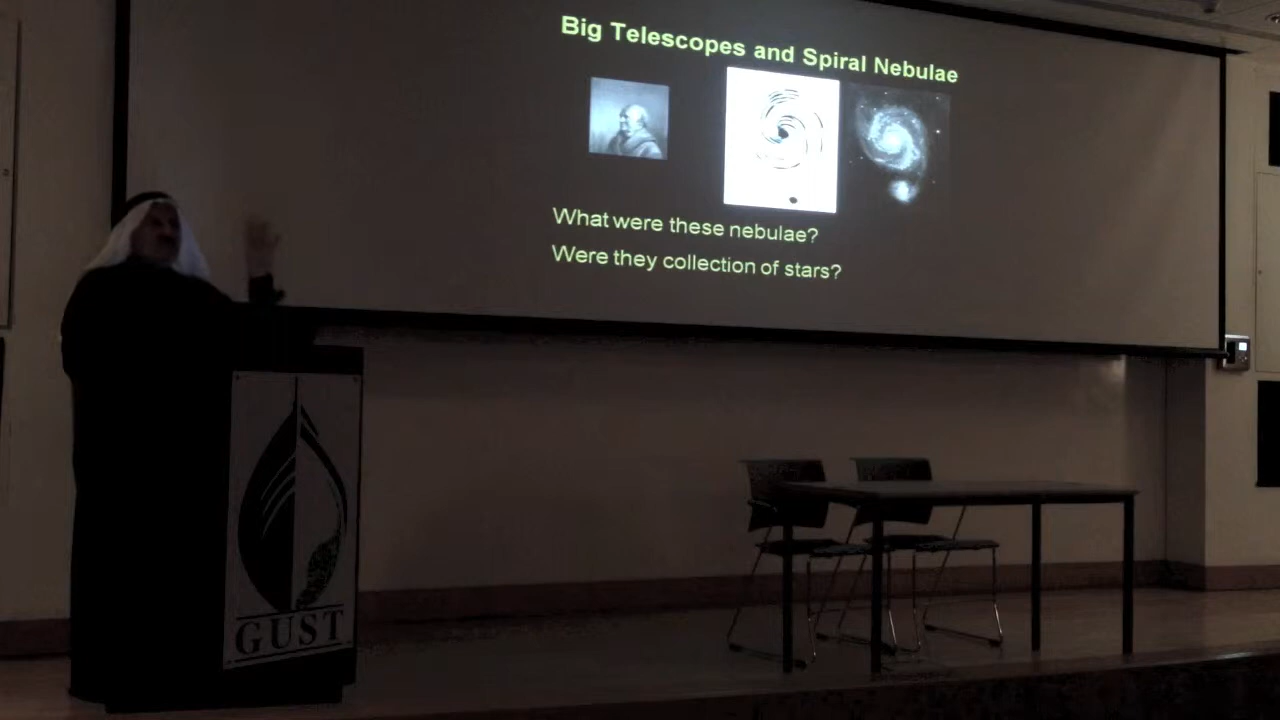 Big Telescopes and Spiral Nebulae
What were these nebulae?
Were they collection of stars?
GUST